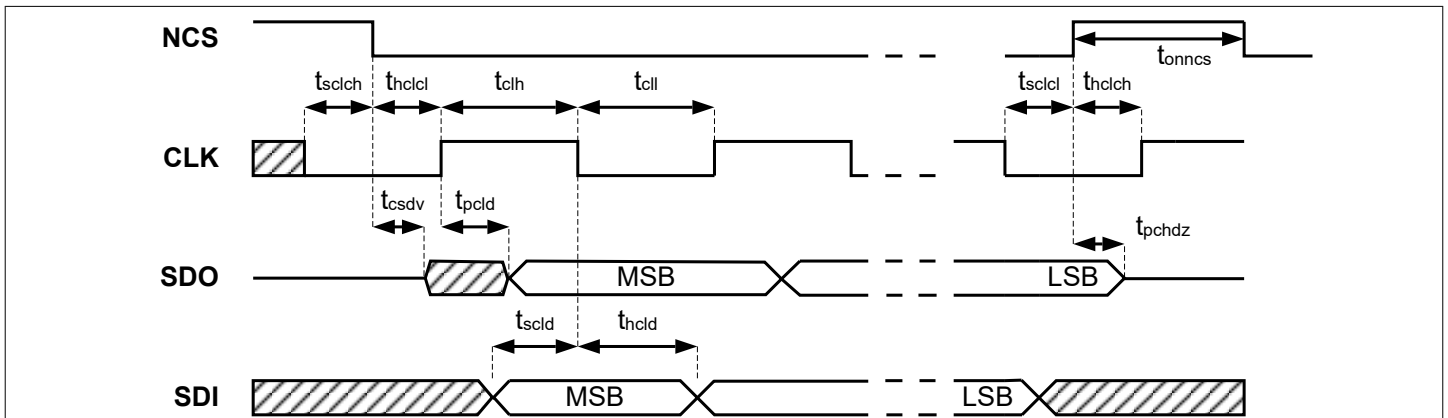 NCS
tonncs
tsclch thclcl tclh tcll tsclcl thclch
CLK
tcsdv tpcld tpchdz
SDO MSB LSB
tscld thcld
SDI MSB LSB